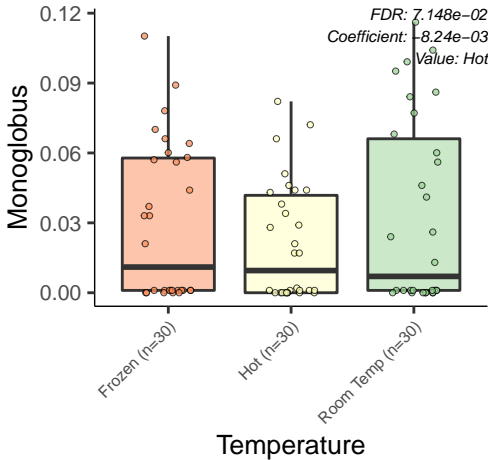 FDR: 7.148e−02
Coefficient: −8.24e−03
Value: Hot
0.12
0.09
0.06
0.03
0.00
Monoglobus
Frozen (n=30)
Hot (n=30)
Room Temp (n=30)
Temperature